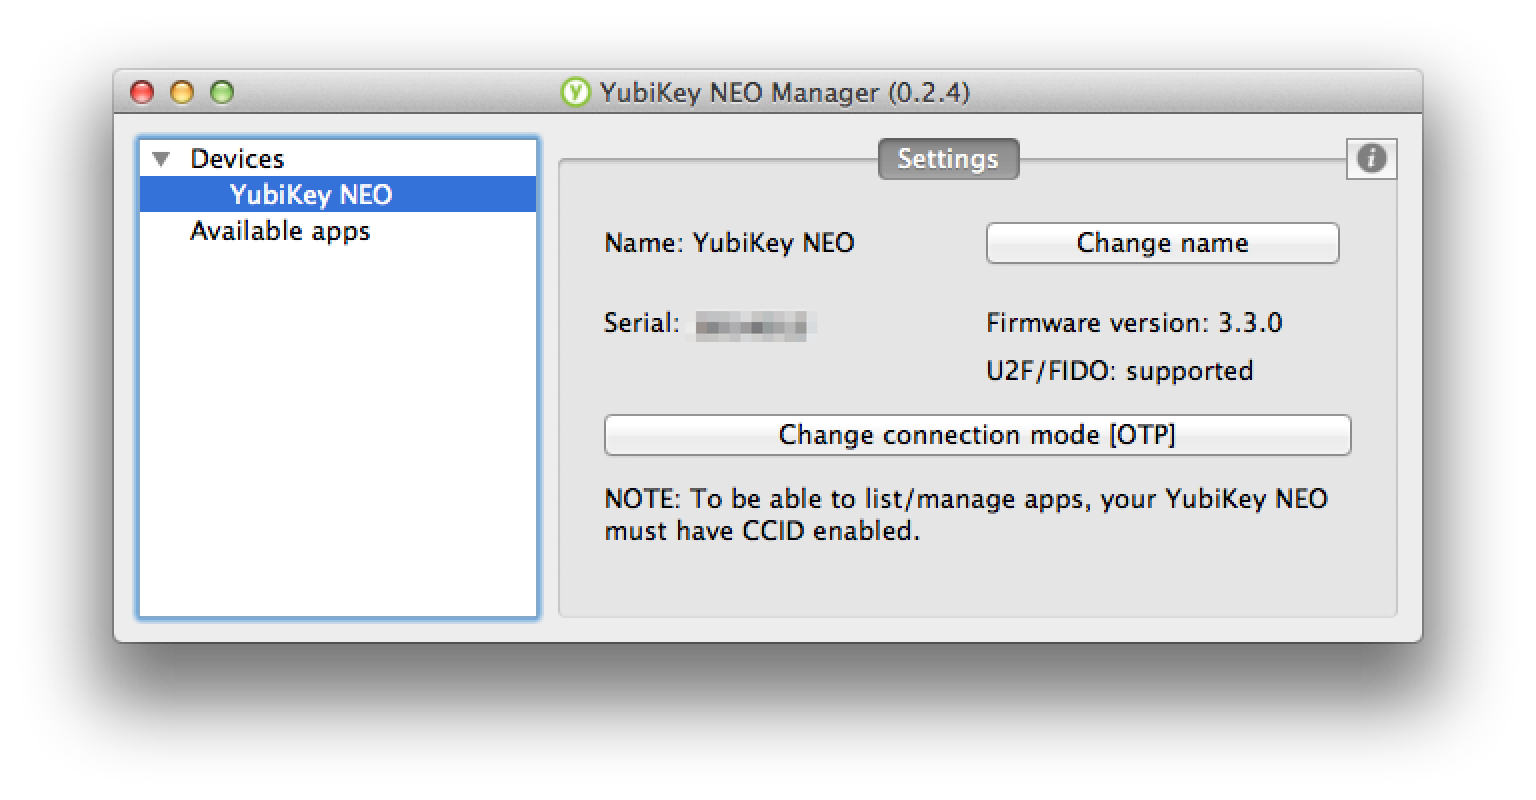 YubiKey NEO Manager (0.2.4)
Devices
YubiKey NEO
Available apps
Settings
Name: YubiKey NEO
Change name
Serial:
Firmware version: 3.3.0
U2F/FIDO: supported
Change connection mode [OTP]
NOTE: To be able to list/manage apps, your YubiKey NEO
must have CCID enabled.